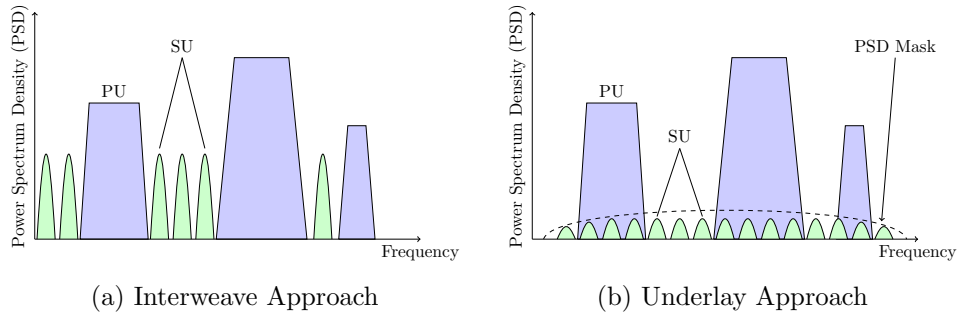 Power Spectrum Density (PSD)
SU
PU
Frequency
(a) Interweave Approach
Power Spectrum Density (PSD)
PSD Mask
PU
SU
Frequency
(b) Underlay Approach